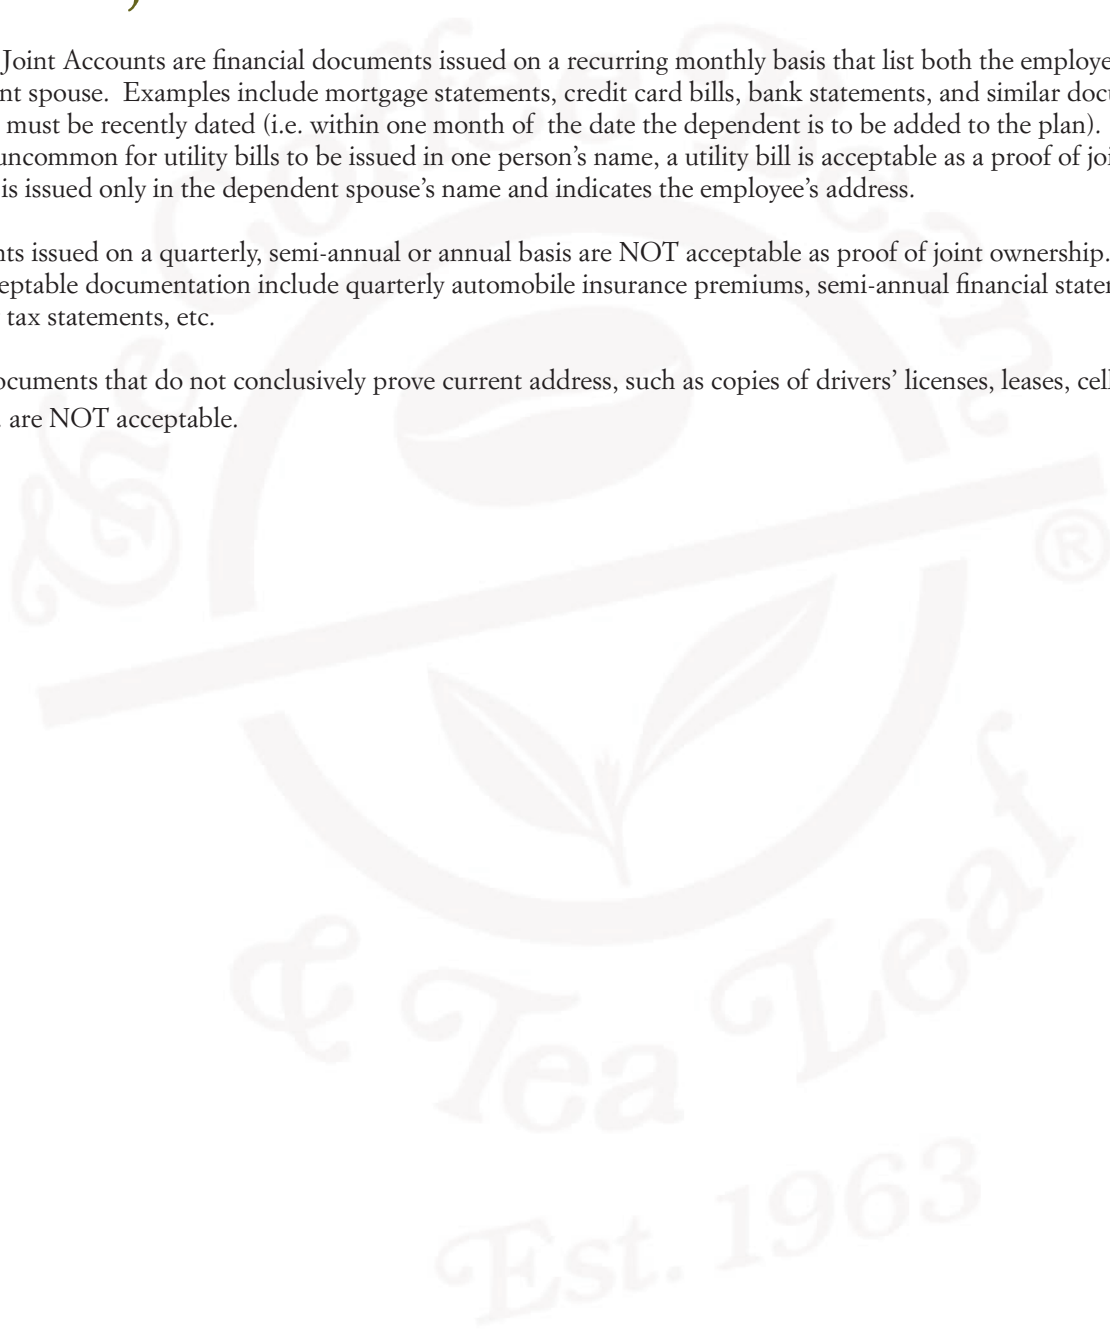 Joint Accounts are financial documents issued on a recurring monthly basis that list both the employe
nt spouse.  Examples include mortgage statements, credit card bills, bank statements, and similar doc
must be recently dated (i.e. within one month of  the date the dependent is to be added to the plan).
uncommon for utility bills to be issued in one person’s name, a utility bill is acceptable as a proof of joi
is issued only in the dependent spouse’s name and indicates the employee’s address.
nts issued on a quarterly, semi-annual or annual basis are NOT acceptable as proof of joint ownership.
eptable documentation include quarterly automobile insurance premiums, semi-annual financial state
tax statements, etc.
ocuments that do not conclusively prove current address, such as copies of drivers’ licenses, leases, cell
. are NOT acceptable.
The Coffee Bean
®
& Tea Leaf
Est. 1963